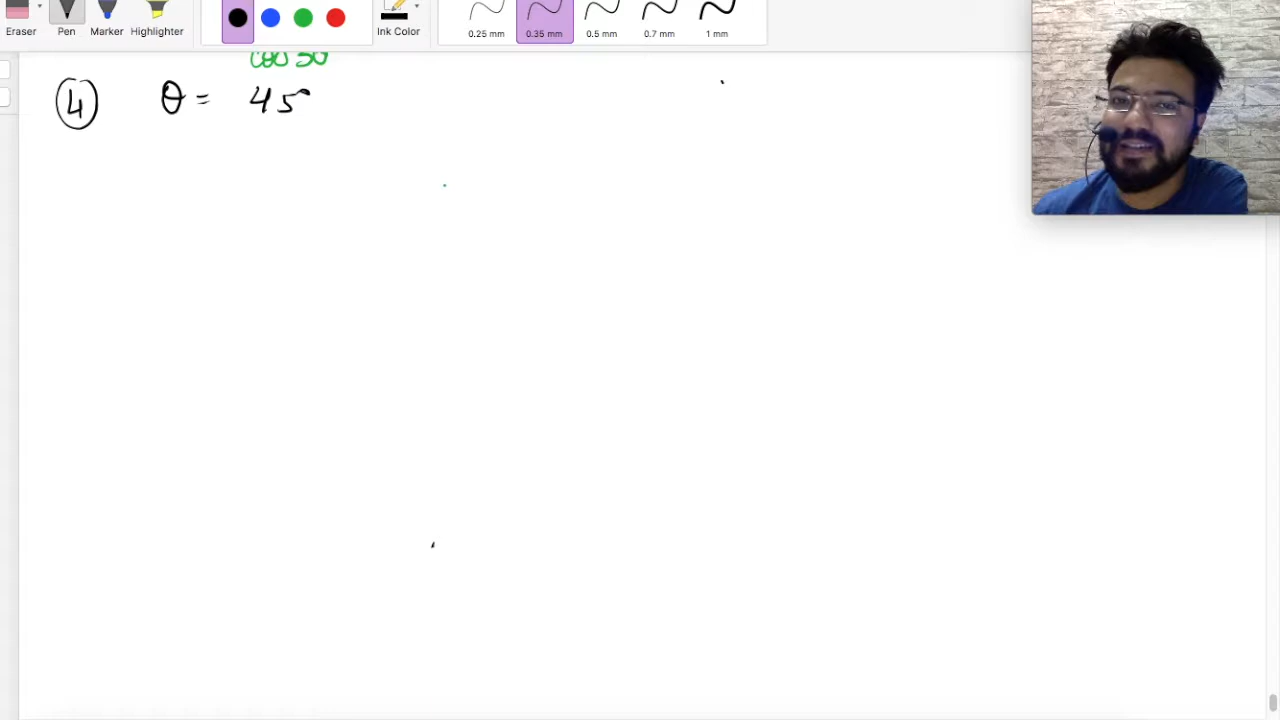 Eraser Pen Marker Highlighter Ink Color 0.25 mm 0.35 mm 0.5 mm 0.7 mm 1 mm
cos 30
④ θ = 45°